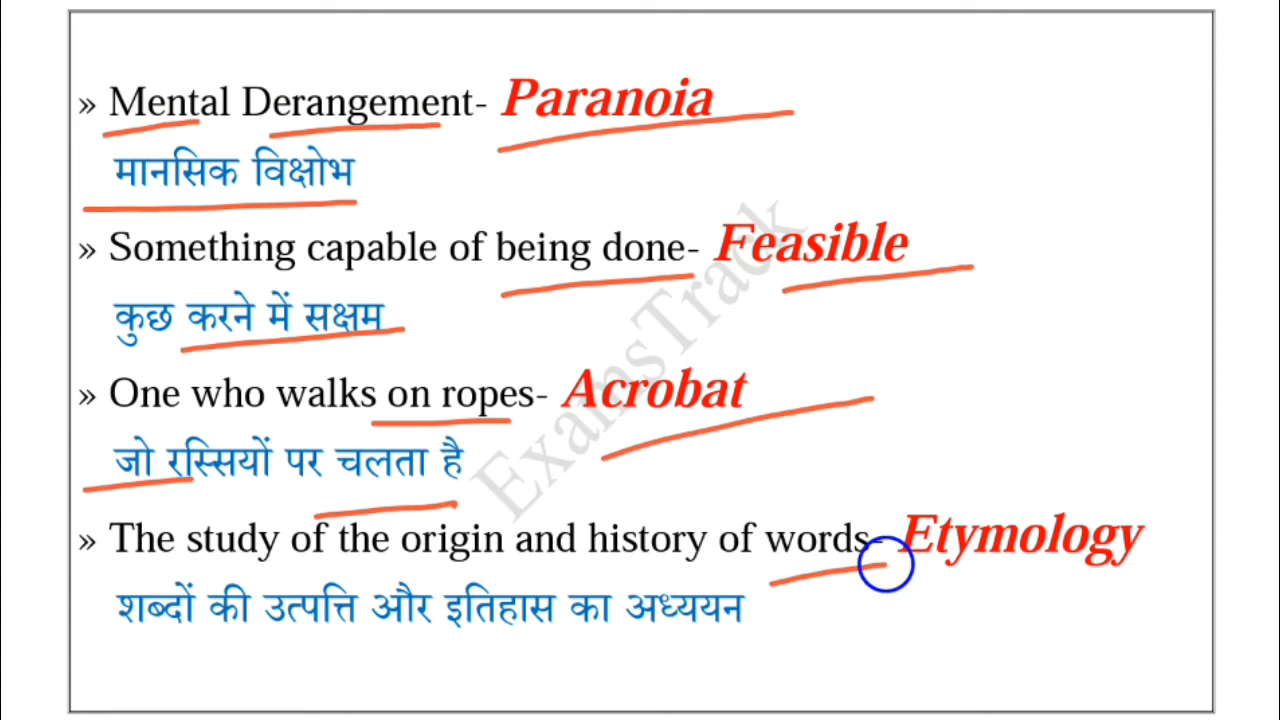 » Mental Derangement- Paranoia
मानसिक विक्षोभ
» Something capable of being done- Feasible
कुछ करने में सक्षम
» One who walks on ropes- Acrobat
जो रस्सियों पर चलता है
» The study of the origin and history of words- Etymology
शब्दों की उत्पत्ति और इतिहास का अध्ययन
ExamsTrack